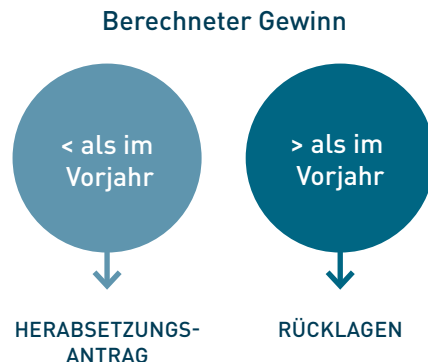 Berechneter Gewinn
< als im
Vorjahr
> als im
Vorjahr
HERABSETZUNGS-
ANTRAG
RÜCKLAGEN